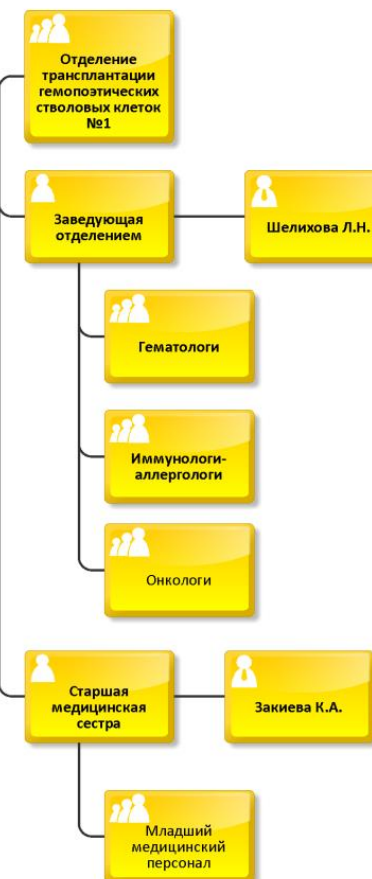 Отделение
трансплантации
гемопоэтических
стволовых клеток
№1
Заведующая
отделением
Шелихова Л.Н.
Гематологи
Иммунологи-
аллергологи
Онкологи
Старшая
медицинская
сестра
Закиева К.А.
Младший
медицинский
персонал